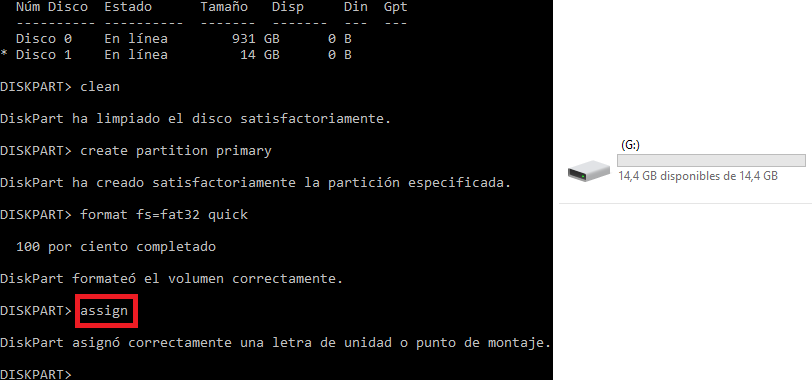 Núm Disco  Estado      Tamaño   Disp     Din  Gpt
---------- ----------  -------  -------  ---  ---
Disco 0    En línea     931 GB      0 B
* Disco 1    En línea      14 GB      0 B
DISKPART> clean
DiskPart ha limpiado el disco satisfactoriamente.
DISKPART> create partition primary
DiskPart ha creado satisfactoriamente la partición especificada.
DISKPART> format fs=fat32 quick
100 por ciento completado
DiskPart formateó el volumen correctamente.
DISKPART> assign
DiskPart asignó correctamente una letra de unidad o punto de montaje.
DISKPART>
(G:)
14,4 GB disponibles de 14,4 GB